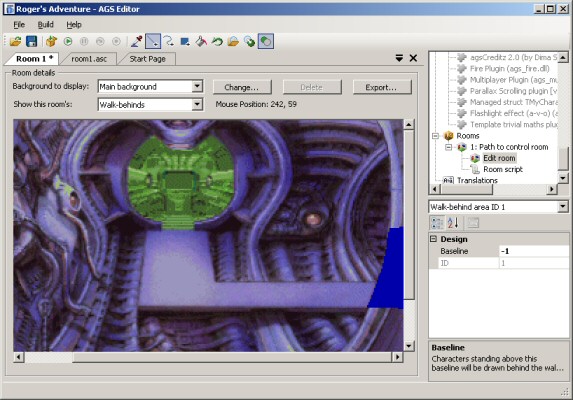 Roger's Adventure - AGS Editor
File Build Help
Room 1 * room1.asc Start Page
Room details
Background to display: Main background Change... Delete Export...
Show this room's: Walk-behinds Mouse Position: 242, 59
agsCreditz 2.0 (by Dima S
Fire Plugin (ags_fire.dll)
Multiplayer Plugin (ags_mu
Parallax Scrolling plugin [v
Managed struct TMyChara
Flashlight effect (a-v-o) (a
Template trivial maths plug
Rooms
1: Path to control room
Edit room
Room script
Translations
Walk-behind area ID 1
Design
Baseline -1
ID 1
Baseline
Characters standing above this
baseline will be drawn behind the wal...